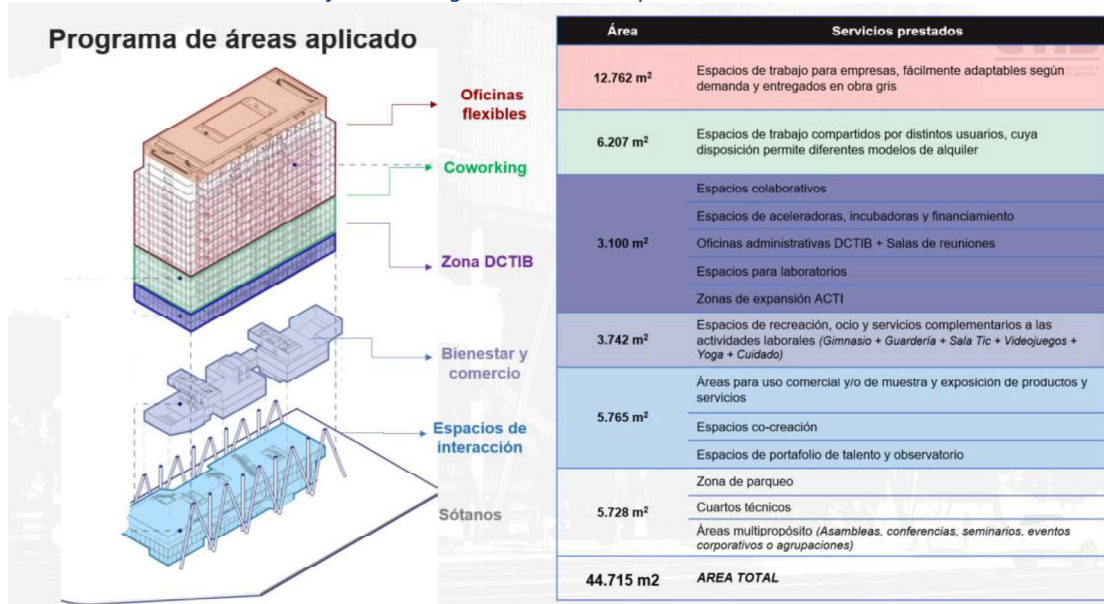 Programa de áreas aplicado
Oficinas
flexibles
Coworking
Zona DCTIB
Bienestar y
comercio
Espacios de
interacción
Sótanos
Área Servicios prestados
12.762 m² Espacios de trabajo para empresas, fácilmente adaptables según
demanda y entregados en obra gris
6.207 m² Espacios de trabajo compartidos por distintos usuarios, cuya
disposición permite diferentes modelos de alquiler
3.100 m²
Espacios colaborativos
Espacios de aceleradoras, incubadoras y financiamiento
Oficinas administrativas DCTIB + Salas de reuniones
Espacios para laboratorios
Zonas de expansión ACTI
3.742 m² Espacios de recreación, ocio y servicios complementarios a las
actividades laborales (Gimnasio + Guardería + Sala Tic + Videojuegos +
Yoga + Cuidado)
5.765 m²
Áreas para uso comercial y/o de muestra y exposición de productos y
servicios
Espacios co-creación
Espacios de portafolio de talento y observatorio
5.728 m²
Zona de parqueo
Cuartos técnicos
Áreas multipropósito (Asambleas, conferencias, seminarios, eventos
corporativos o agrupaciones)
44.715 m2 AREA TOTAL